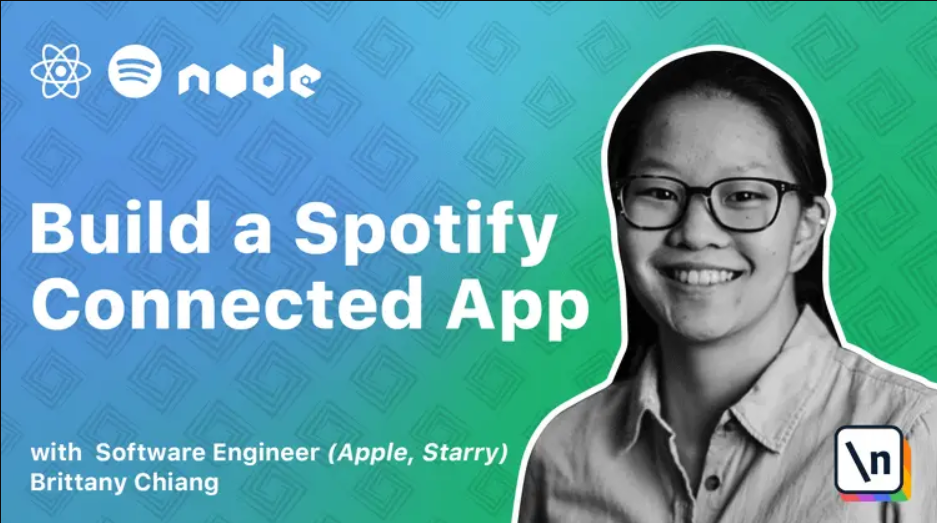 node
Build a Spotify
Connected App
with Software Engineer (Apple, Starry)
Brittany Chiang
\n